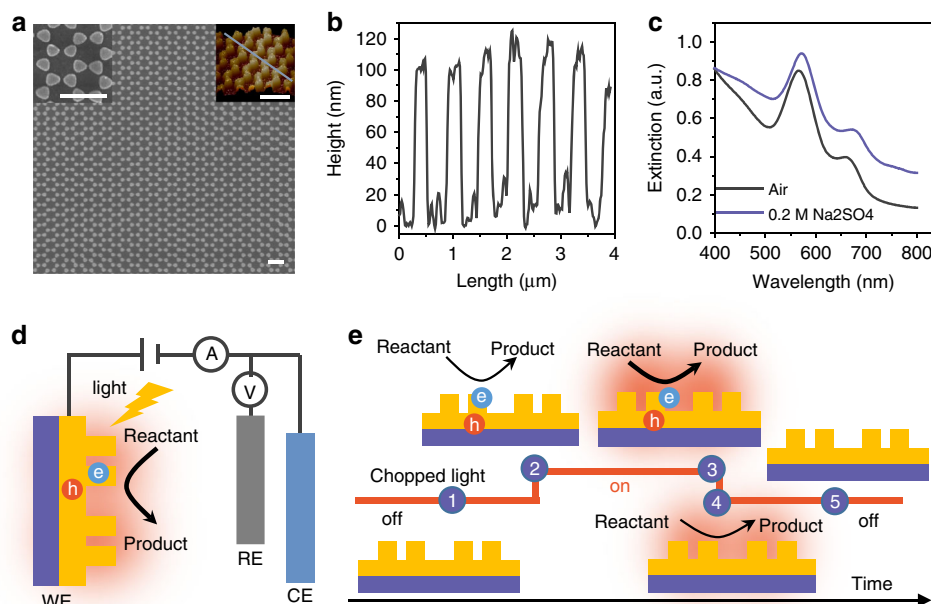 a
b
120
100
80
60
40
20
0
Height (nm)
0 1 2 3 4
Length (μm)
c
1.0
0.8
0.6
0.4
0.2
0.0
Extinction (a.u.)
Air
0.2 M Na2SO4
400 500 600 700 800
Wavelength (nm)
d
A
V
light
Reactant
e
h
Product
RE
WE
CE
e
Reactant Product
e
h
Reactant Product
e
h
Chopped light
1
2
on
3
4
5
off
off
Reactant Product
Time